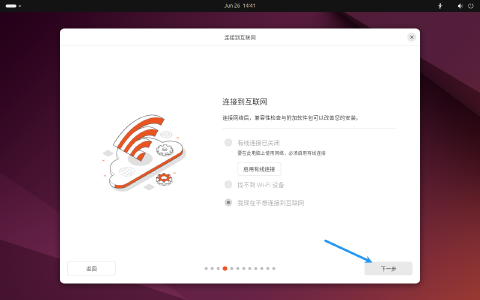 Jun 26 14:41
连接到互联网
连接到互联网
连接网络后，兼容性检查与附加软件包可以改善您的安装。
有线连接已关闭
要在此电脑上使用网络，必须启用有线连接
启用有线连接
找不到 Wi-Fi 设备
我现在不想连接到互联网
返回
下一步